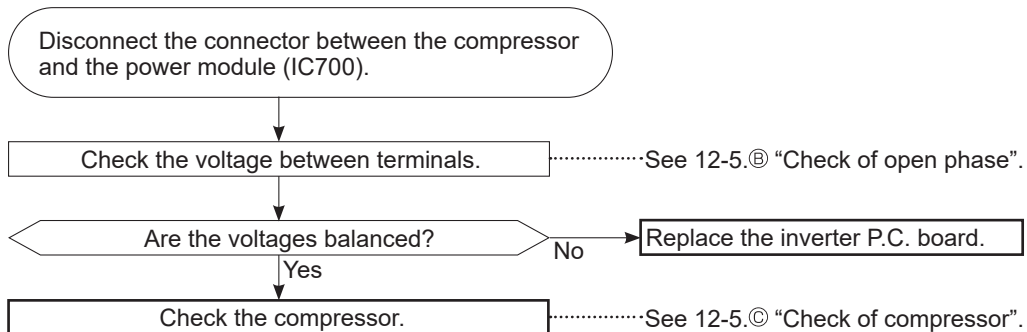 Disconnect the connector between the compressor
and the power module (IC700).
Check the voltage between terminals.
See 12-5.Ⓑ “Check of open phase”.
Are the voltages balanced?
No
Replace the inverter P.C. board.
Yes
Check the compressor.
See 12-5.Ⓒ “Check of compressor”.